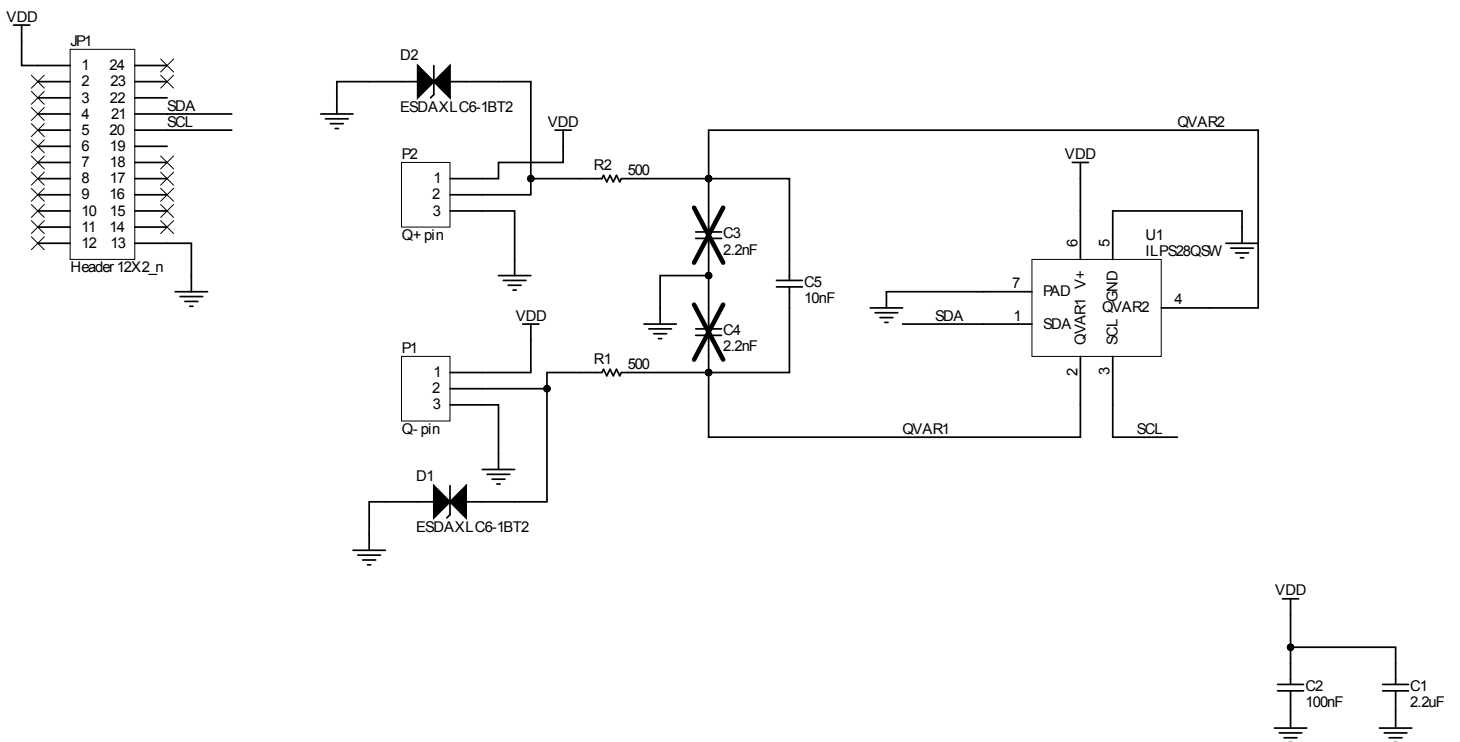 VDD
JP1
1 24
2 23
3 22
4 21 SDA
5 20 SCL
6 19
7 18
8 17
9 16
10 15
11 14
12 13
Header 12X2_n
D2
ESDAXLC6-1BT2
VDD
P2
1
2
3
Q+ pin
R2 500
C3
2.2nF
C4
2.2nF
C5
10nF
VDD
P1
1
2
3
Q- pin
R1 500
D1
ESDAXLC6-1BT2
QVAR2
VDD
6
5
U1
ILPS28QSW
7 PAD
V+
GND
QVAR2 4
SDA 1 SDA
QVAR1
SCL
2
3
QVAR1
SCL
VDD
C2
100nF
C1
2.2uF